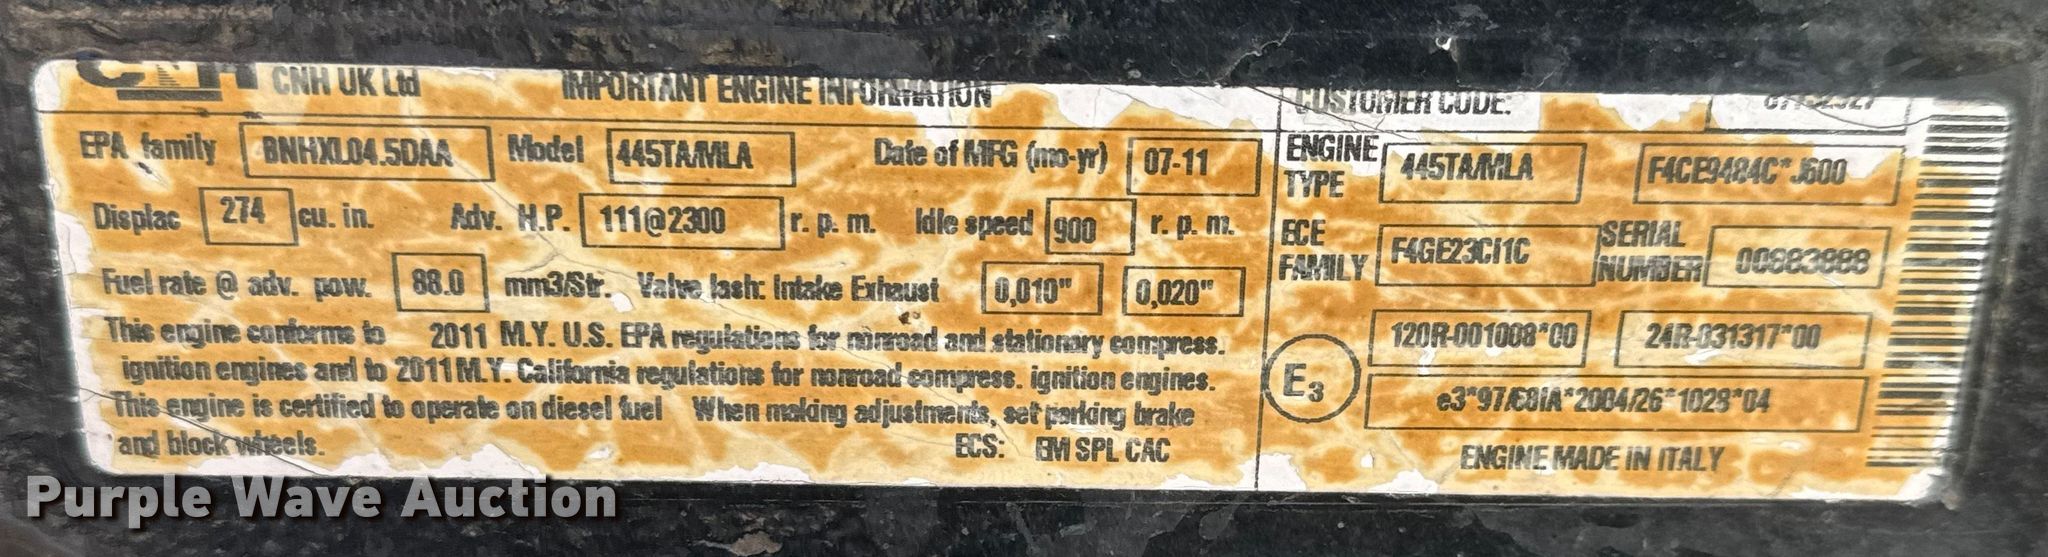 CNH CNH UK Ltd IMPORTANT ENGINE INFORMATION
EPA family BNHXL04.5DAA Model 445TA/MLA Date of MFG (mo-yr) 07-11
Displac 274 cu. in. Adv. H.P. 111@2300 r. p. m. Idle speed 900 r. p. m.
Fuel rate @ adv. pow. 88.0 mm3/Str. Valve lash: Intake Exhaust 0,010" 0,020"
This engine conforms to 2011 M.Y. U.S. EPA regulations for nonroad and stationary compress.
ignition engines and to 2011 M.Y. California regulations for nonroad compress. ignition engines.
This engine is certified to operate on diesel fuel When making adjustments, set parking brake
and block wheels. ECS: EM SPL CAC
CUSTOMER CODE:
ENGINE TYPE 445TA/MLA F4CE9484C*J600
ECE FAMILY F4GE23Ci1C SERIAL NUMBER 00883888
E3 120R-001008*00 24R-031317*00
e3*97/68IA*2004/26*1028*04
ENGINE MADE IN ITALY
Purple Wave Auction